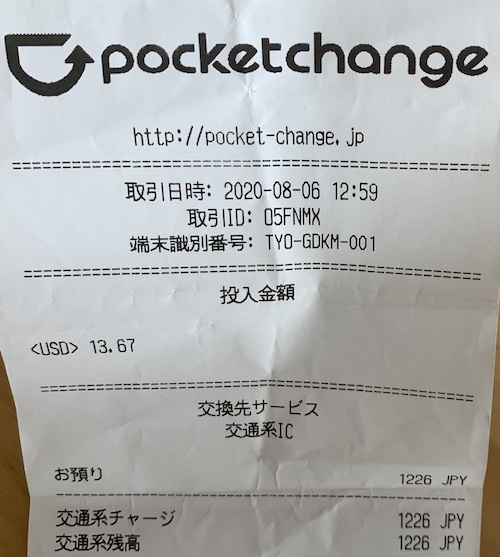 pocketchange
http://pocket-change.jp
==========================================
取引日時: 2020-08-06 12:59
取引ID: O5FNMX
端末識別番号: TYO-GDKM-001
==========================================
投入金額
<USD> 13.67
==========================================
交換先サービス
交通系IC
お預り 1226 JPY
------------------------------------------
交通系チャージ 1226 JPY
交通系残高 1226 JPY